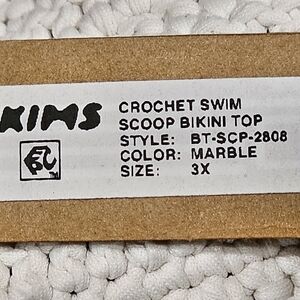 KIMS
CROCHET SWIM
SCOOP BIKINI TOP
STYLE: BT-SCP-2808
COLOR: MARBLE
SIZE: 3X